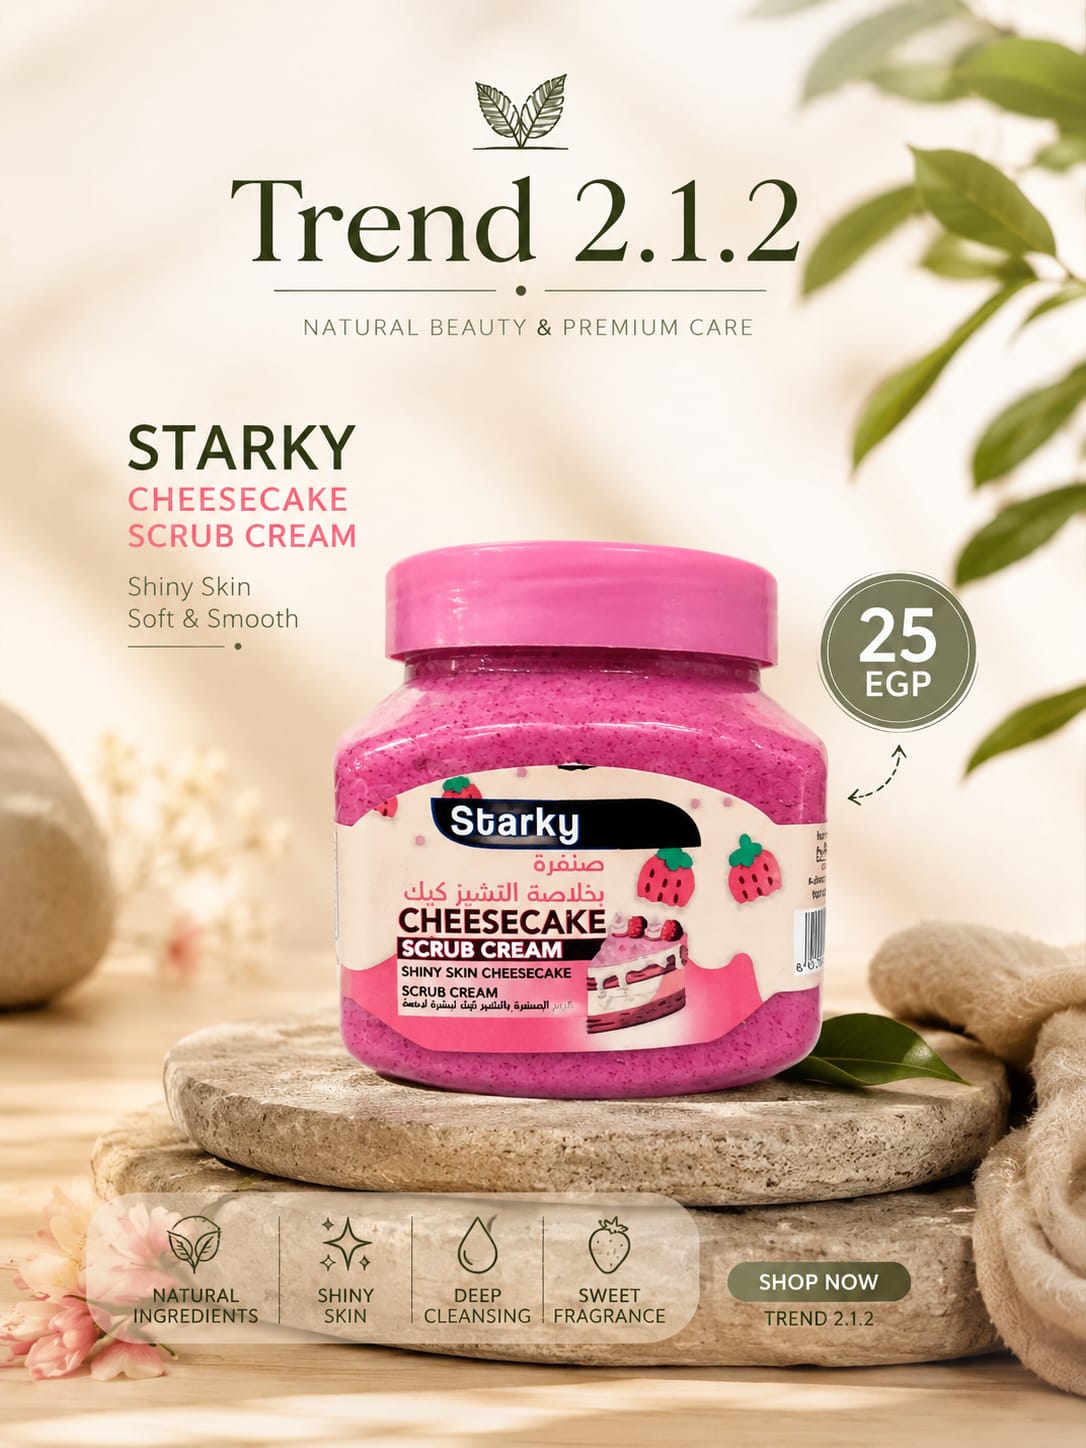 Trend 2.1.2
NATURAL BEAUTY & PREMIUM CARE
STARKY
CHEESECAKE
SCRUB CREAM
Shiny Skin
Soft & Smooth
25
EGP
Starky
صنفرة
بخلاصة التشيز كيك
CHEESECAKE
SCRUB CREAM
SHINY SKIN CHEESECAKE
SCRUB CREAM
NATURAL
INGREDIENTS
SHINY
SKIN
DEEP
CLEANSING
SWEET
FRAGRANCE
SHOP NOW
TREND 2.1.2